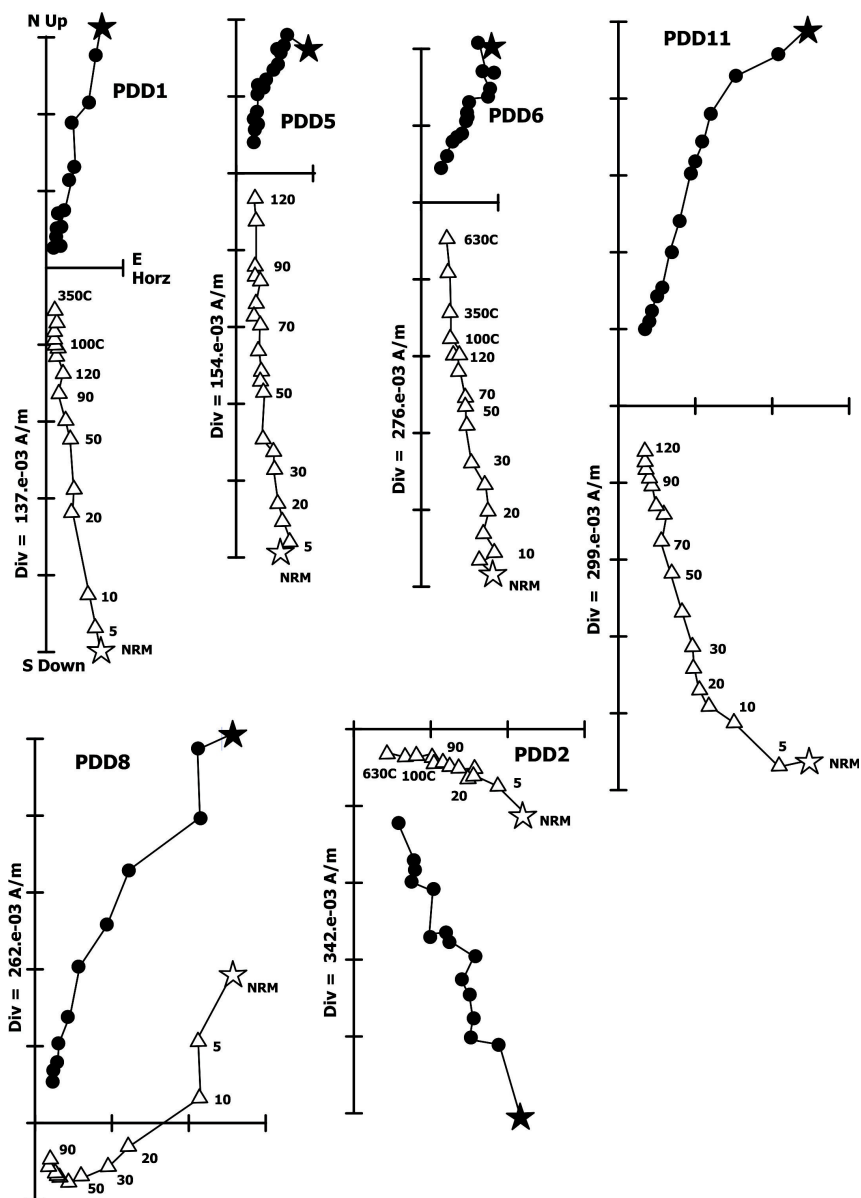 N Up
PDD1
E
Horz
350C
100C
120
90
50
20
10
5
NRM
S Down
Div = 137.e-03 A/m
PDD5
120
90
70
50
30
20
5
NRM
Div = 154.e-03 A/m
PDD6
630C
350C
100C
120
70
50
30
20
10
NRM
Div = 276.e-03 A/m
PDD11
120
90
70
50
30
20
10
5
NRM
Div = 299.e-03 A/m
PDD8
NRM
5
10
20
30
50
90
Div = 262.e-03 A/m
PDD2
90
630C
100C
20
5
NRM
Div = 342.e-03 A/m